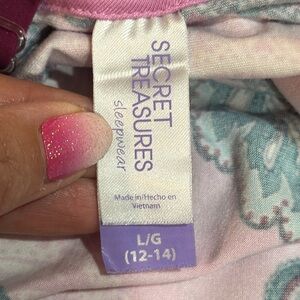 SECRET
TREASURES
sleepwear
Made in/Hecho en
Vietnam
L/G
(12-14)